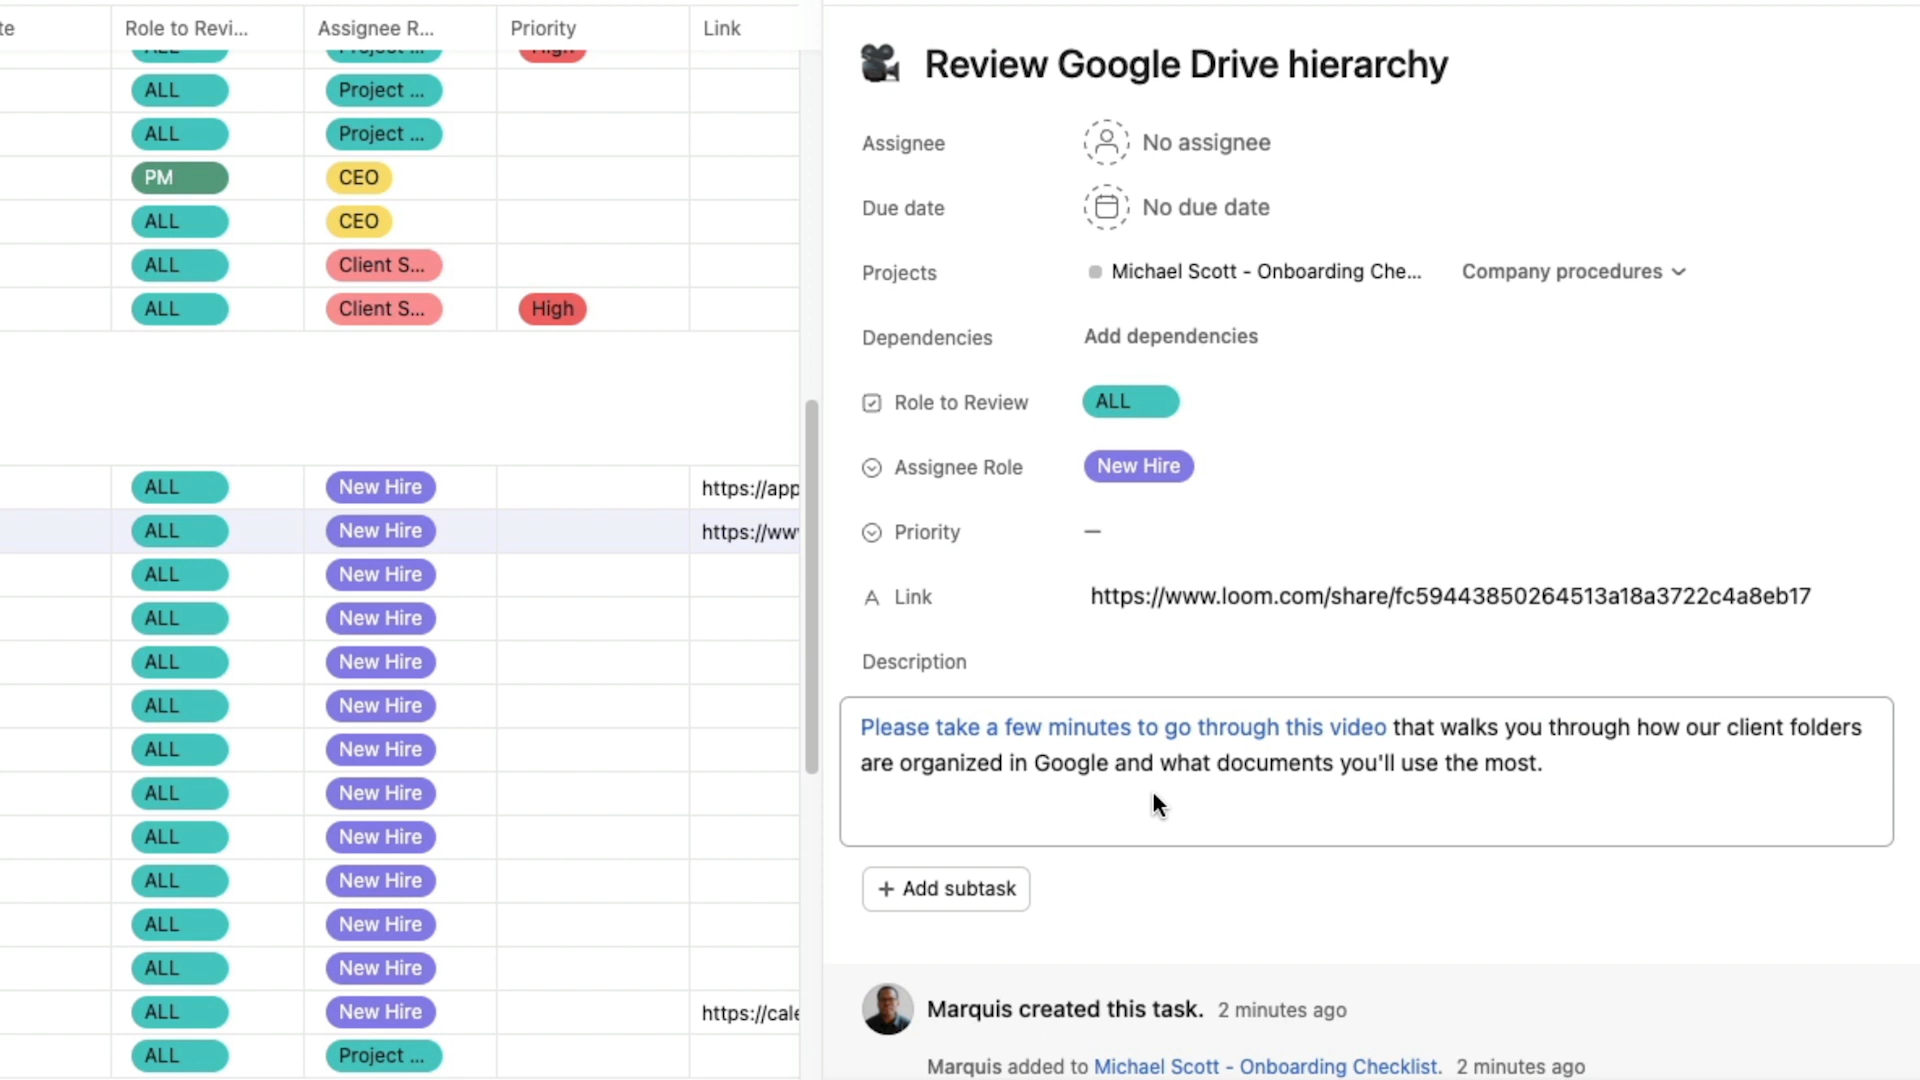 te Role to Revi... Assignee R... Priority Link
ALL Project ... High
ALL Project ...
ALL Project ...
PM CEO
ALL CEO
ALL Client S...
ALL Client S... High
ALL New Hire https://app
ALL New Hire https://ww
ALL New Hire
ALL New Hire
ALL New Hire
ALL New Hire
ALL New Hire
ALL New Hire
ALL New Hire
ALL New Hire
ALL New Hire
ALL New Hire
ALL New Hire https://cale
ALL Project ...
Review Google Drive hierarchy
Assignee No assignee
Due date No due date
Projects Michael Scott - Onboarding Che... Company procedures
Dependencies Add dependencies
Role to Review ALL
Assignee Role New Hire
Priority —
A Link https://www.loom.com/share/fc59443850264513a18a3722c4a8eb17
Description
Please take a few minutes to go through this video that walks you through how our client folders
are organized in Google and what documents you'll use the most.
+ Add subtask
Marquis created this task. 2 minutes ago
Marquis added to Michael Scott - Onboarding Checklist. 2 minutes ago